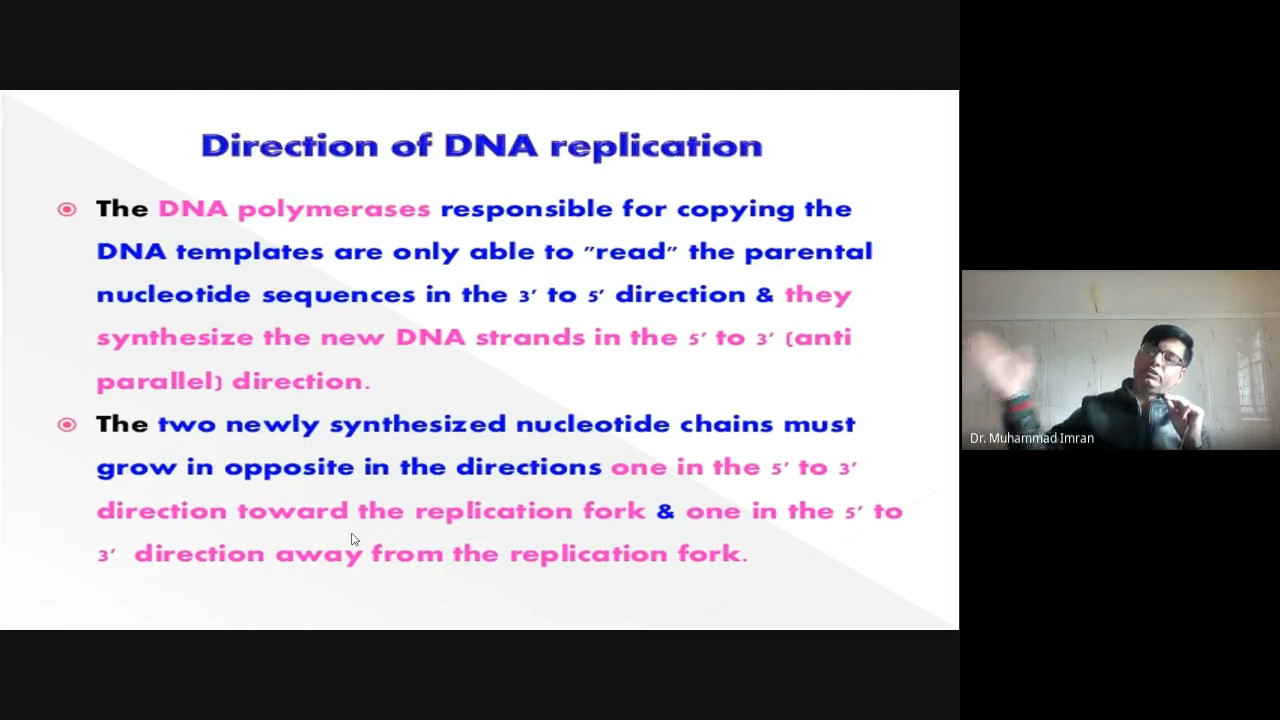 Direction of DNA replication
The DNA polymerases responsible for copying the
DNA templates are only able to ”read” the parental
nucleotide sequences in the 3’ to 5’ direction & they
synthesize the new DNA strands in the 5’ to 3’ (anti
parallel) direction.
The two newly synthesized nucleotide chains must
grow in opposite in the directions one in the 5’ to 3’
direction toward the replication fork & one in the 5’ to
3’ direction away from the replication fork.
Dr. Muhammad Imran